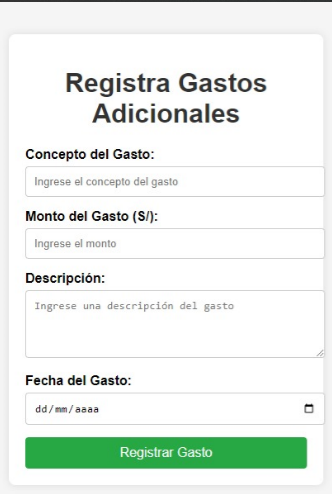 Registra Gastos
Adicionales
Concepto del Gasto:
Ingrese el concepto del gasto
Monto del Gasto (S/):
Ingrese el monto
Descripción:
Ingrese una descripción del gasto
Fecha del Gasto:
dd/mm/aaaa
Registrar Gasto